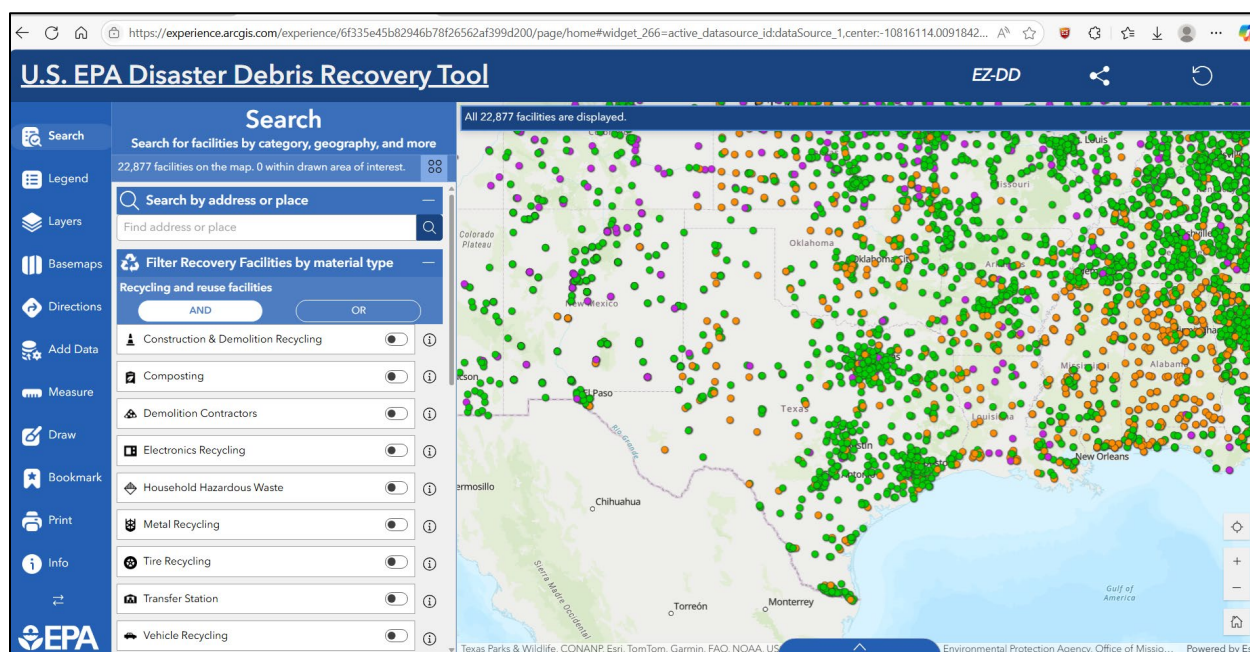 https://experience.arcgis.com/experience/6f335e45b82946b78f26562af399d200/page/home#widget_266=active_datasource_id:dataSource_1,center:-10816114.0091842...
U.S. EPA Disaster Debris Recovery Tool
EZ-DD
Search
Legend
Layers
Basemaps
Directions
Add Data
Measure
Draw
Bookmark
Print
Info
EPA
Search
Search for facilities by category, geography, and more
22,877 facilities on the map. 0 within drawn area of interest.
Search by address or place
Find address or place
Filter Recovery Facilities by material type
Recycling and reuse facilities
AND
OR
Construction & Demolition Recycling
Composting
Demolition Contractors
Electronics Recycling
Household Hazardous Waste
Metal Recycling
Tire Recycling
Transfer Station
Vehicle Recycling
All 22,877 facilities are displayed.
Colorado
Plateau
Oklahoma
Oklahoma City
New Mexico
El Paso
Texas
Rio Grande
Louisiana
Alabama
New Orleans
Chihuahua
Sierra Madre Occidental
Torreón
Monterrey
Gulf of
America
Texas Parks & Wildlife, CONANP, Esri, TomTom, Garmin, FAO, NOAA, US
Environmental Protection Agency, Office of Missio...
Powered by Es